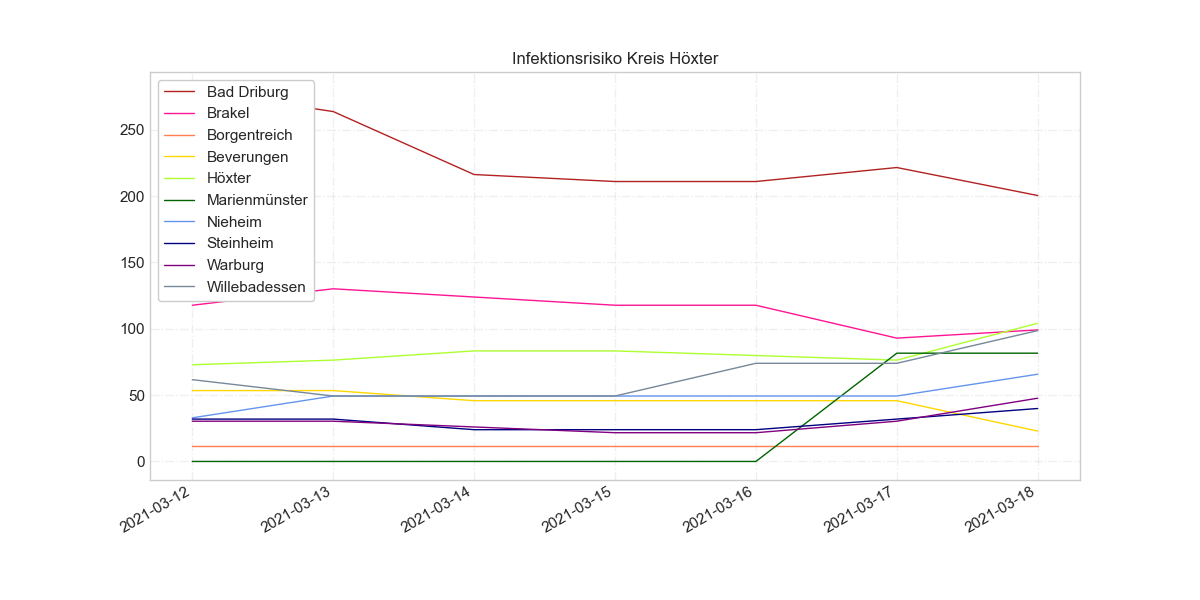 Infektionsrisiko Kreis Höxter
Bad Driburg
Brakel
Borgentreich
Beverungen
Höxter
Marienmünster
Nieheim
Steinheim
Warburg
Willebadessen
250
200
150
100
50
0
2021-03-12
2021-03-13
2021-03-14
2021-03-15
2021-03-16
2021-03-17
2021-03-18